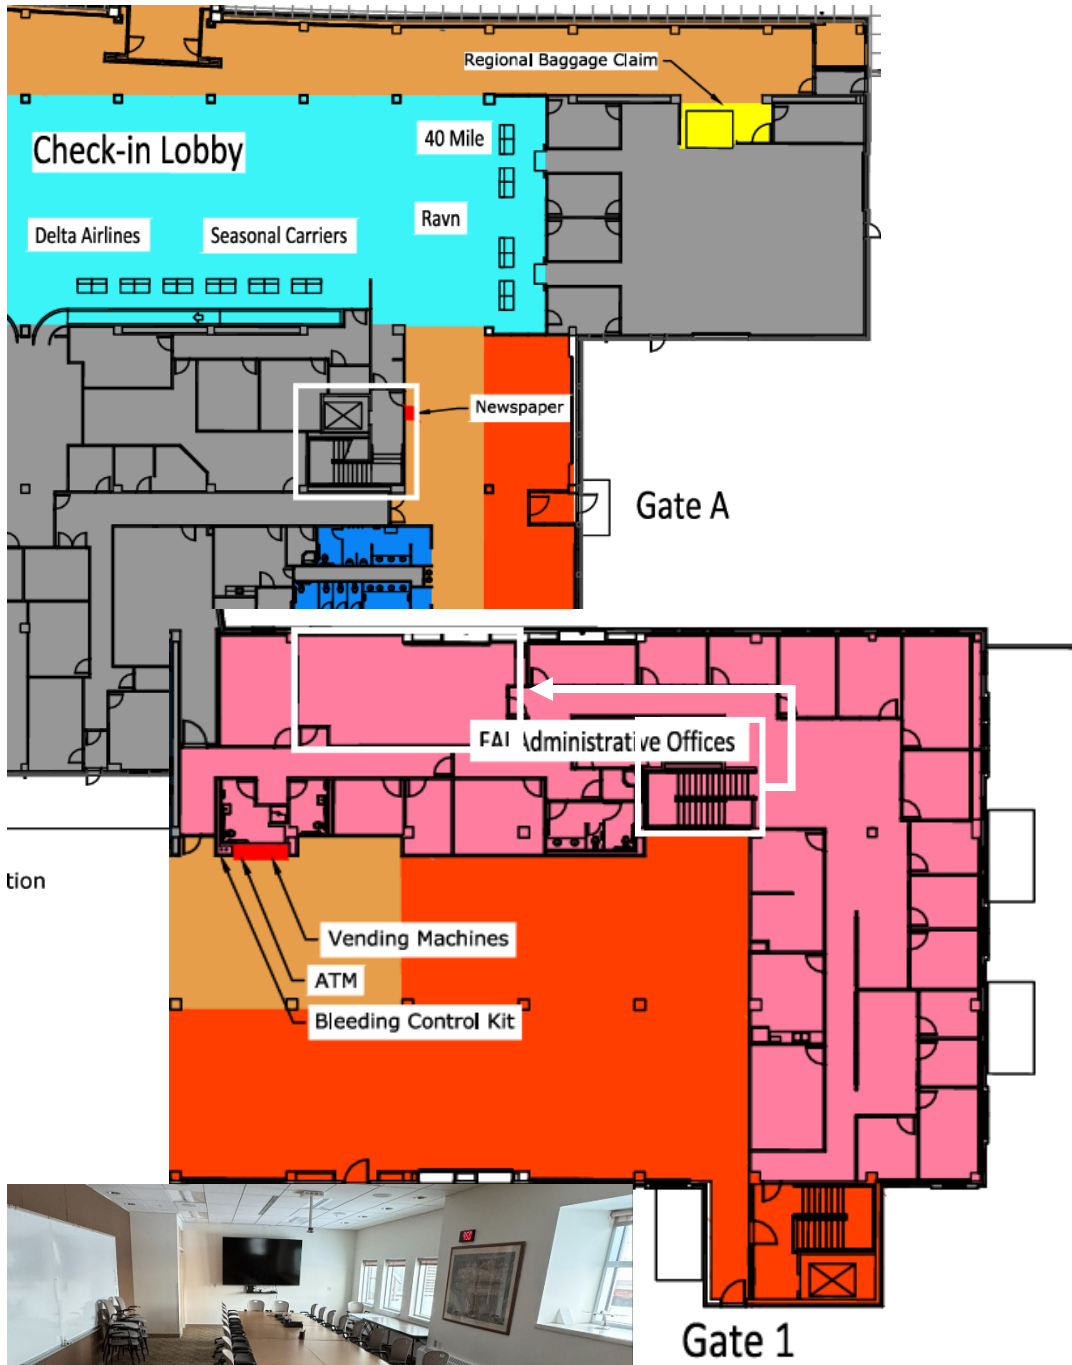 Regional Baggage Claim
40 Mile
Check-in Lobby
Ravn
Delta Airlines
Seasonal Carriers
Newspaper
Gate A
FAI Administrative Offices
tion
Vending Machines
ATM
Bleeding Control Kit
Gate 1